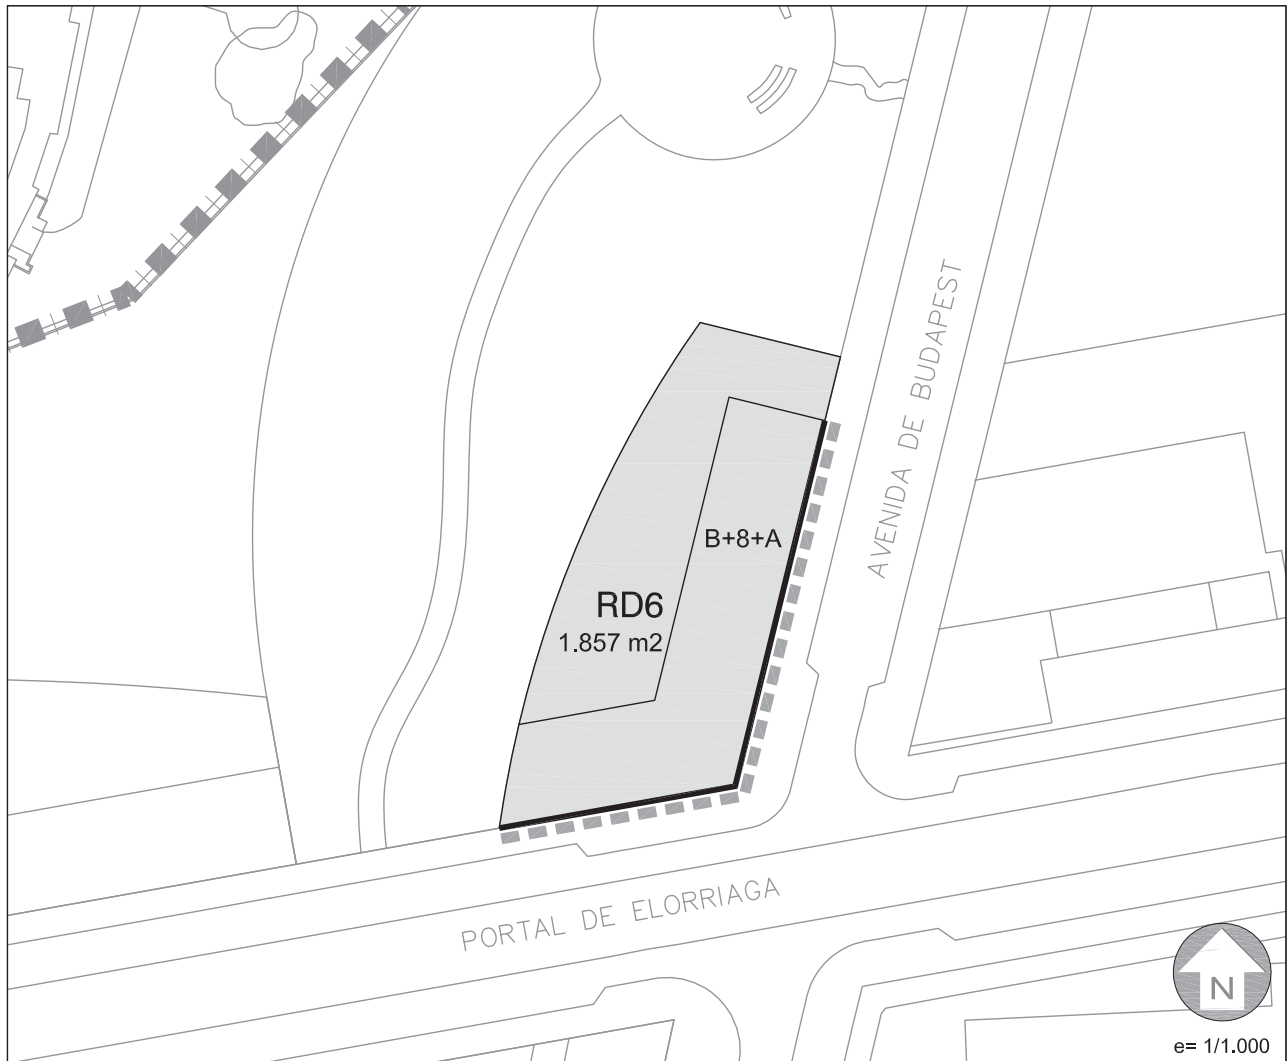 AVENIDA DE BUDAPEST
B+8+A
RD6
1.857 m2
PORTAL DE ELORRIAGA
N
e= 1/1.000